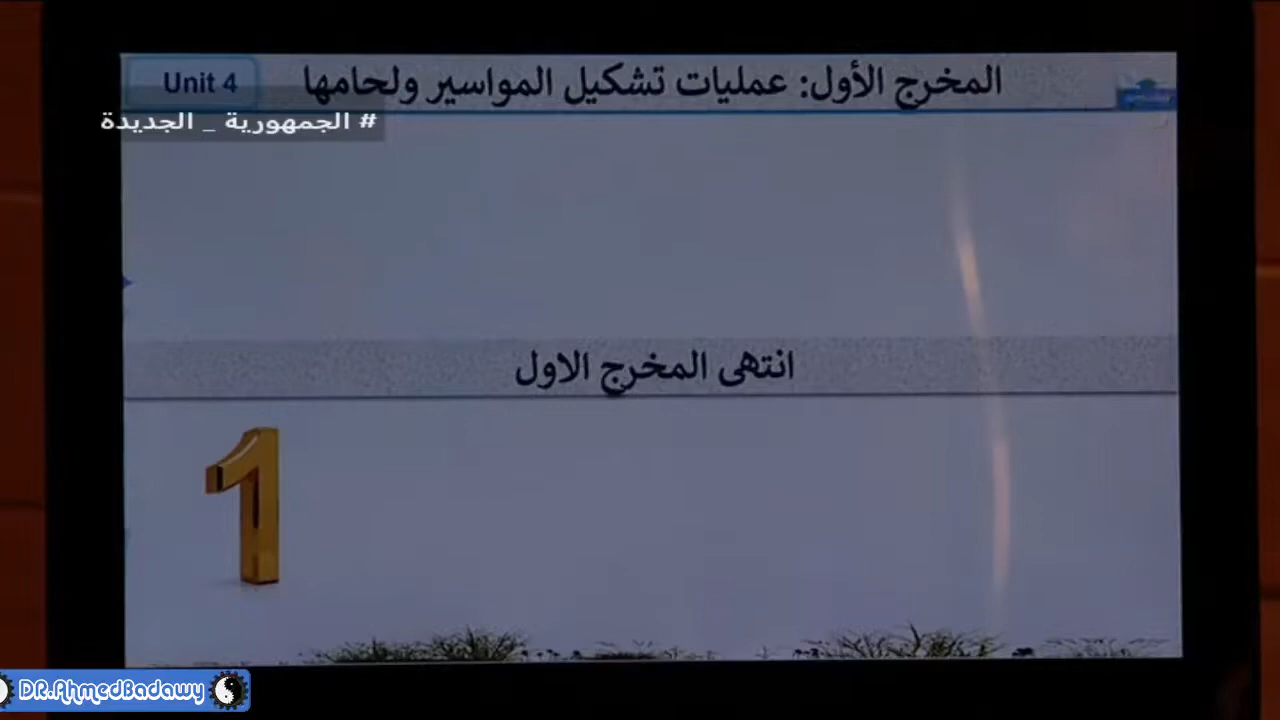 المخرج الأول: عمليات تشكيل المواسير ولحامها
Unit 4
# الجمهورية _ الجديدة
انتهى المخرج الاول
1
DR.AhmedBadawy